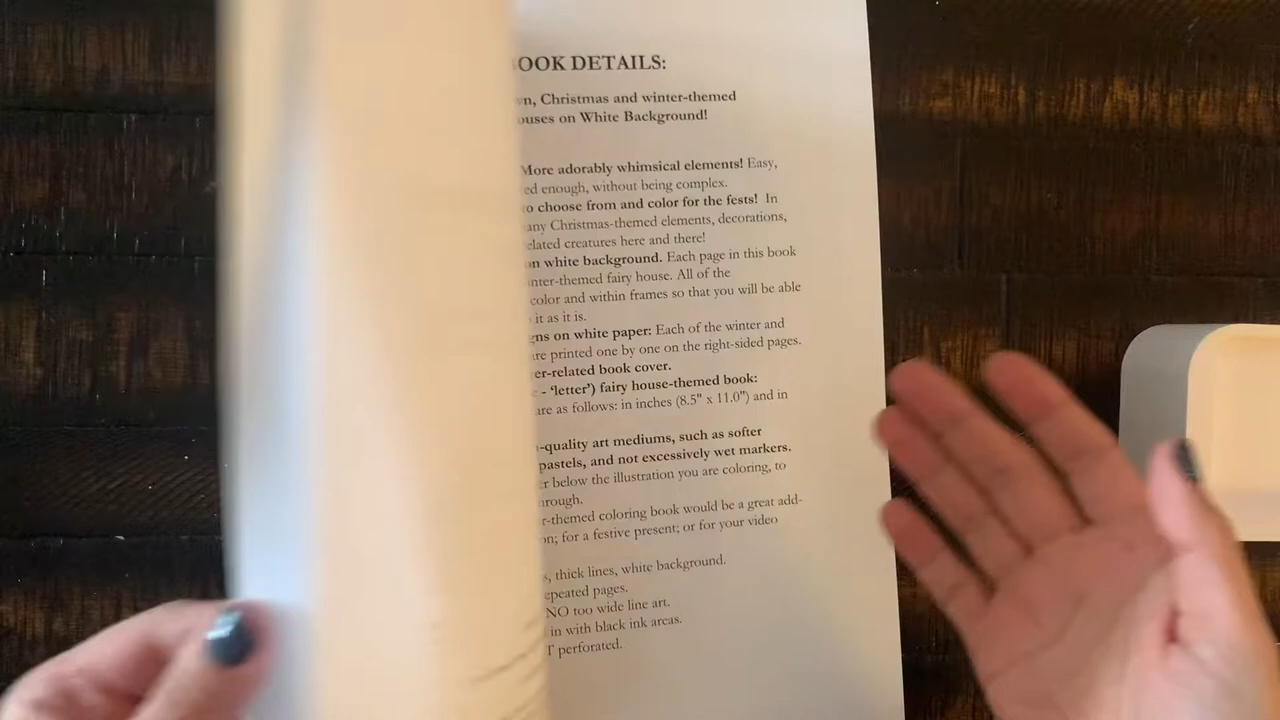 OOK DETAILS:
wn, Christmas and winter-themed
ouses on White Background!
More adorably whimsical elements! Easy,
ed enough, without being complex.
o choose from and color for the fests! In
any Christmas-themed elements, decorations,
elated creatures here and there!
on white background. Each page in this book
nter-themed fairy house. All of the
color and within frames so that you will be able
it as it is.
gns on white paper: Each of the winter and
are printed one by one on the right-sided pages.
er-related book cover.
- ‘letter’) fairy house-themed book:
are as follows: in inches (8.5" x 11.0") and in
-quality art mediums, such as softer
pastels, and not excessively wet markers.
r below the illustration you are coloring, to
hrough.
r-themed coloring book would be a great add-
on; for a festive present; or for your video
s, thick lines, white background.
epeated pages.
NO too wide line art.
in with black ink areas.
T perforated.